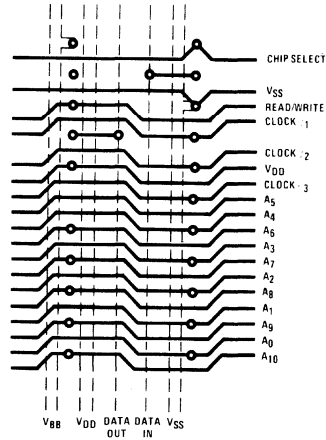 CHIP SELECT
VSS
READ/WRITE
CLOCK 1
CLOCK 2
VDD
CLOCK 3
A5
A4
A6
A3
A7
A2
A8
A1
A9
A0
A10
VBB VDD DATA OUT DATA IN VSS